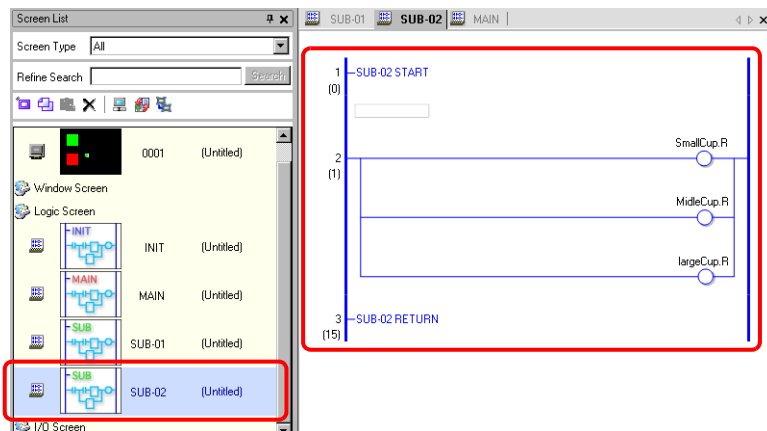 Screen List
Screen Type All
Refine Search Search
0001 (Untitled)
Window Screen
Logic Screen
INIT
INIT (Untitled)
MAIN
MAIN (Untitled)
SUB
SUB-01 (Untitled)
SUB
SUB-02 (Untitled)
I/O Screen
SUB-01 SUB-02 MAIN
1 SUB-02 START
(0)
SmallCup.R
2
(1)
MidleCup.R
largeCup.R
3 SUB-02 RETURN
(15)